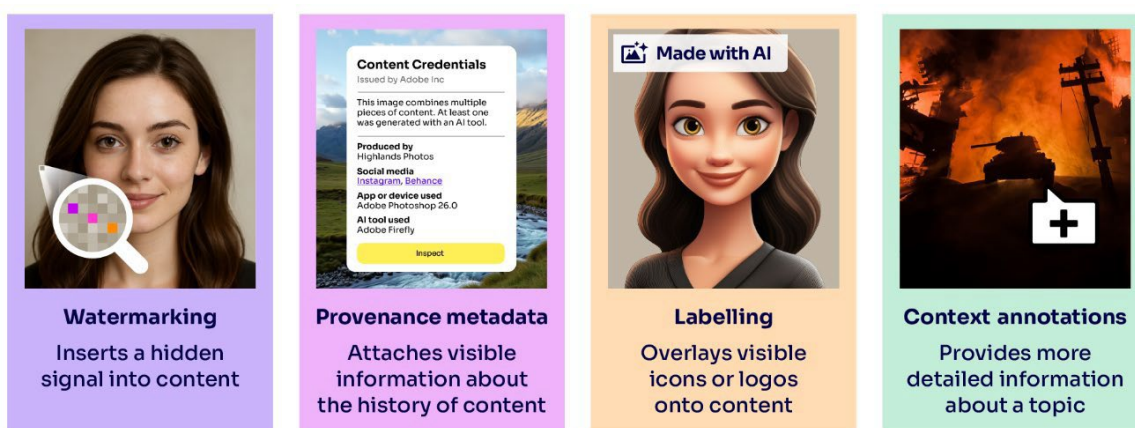 Watermarking
Inserts a hidden
signal into content
Content Credentials
Issued by Adobe Inc
This image combines multiple
pieces of content. At least one
was generated with an AI tool.
Produced by
Highlands Photos
Social media
Instagram, Behance
App or device used
Adobe Photoshop 26.0
AI tool used
Adobe Firefly
Inspect
Provenance metadata
Attaches visible
information about
the history of content
Made with AI
Labelling
Overlays visible
icons or logos
onto content
Context annotations
Provides more
detailed information
about a topic